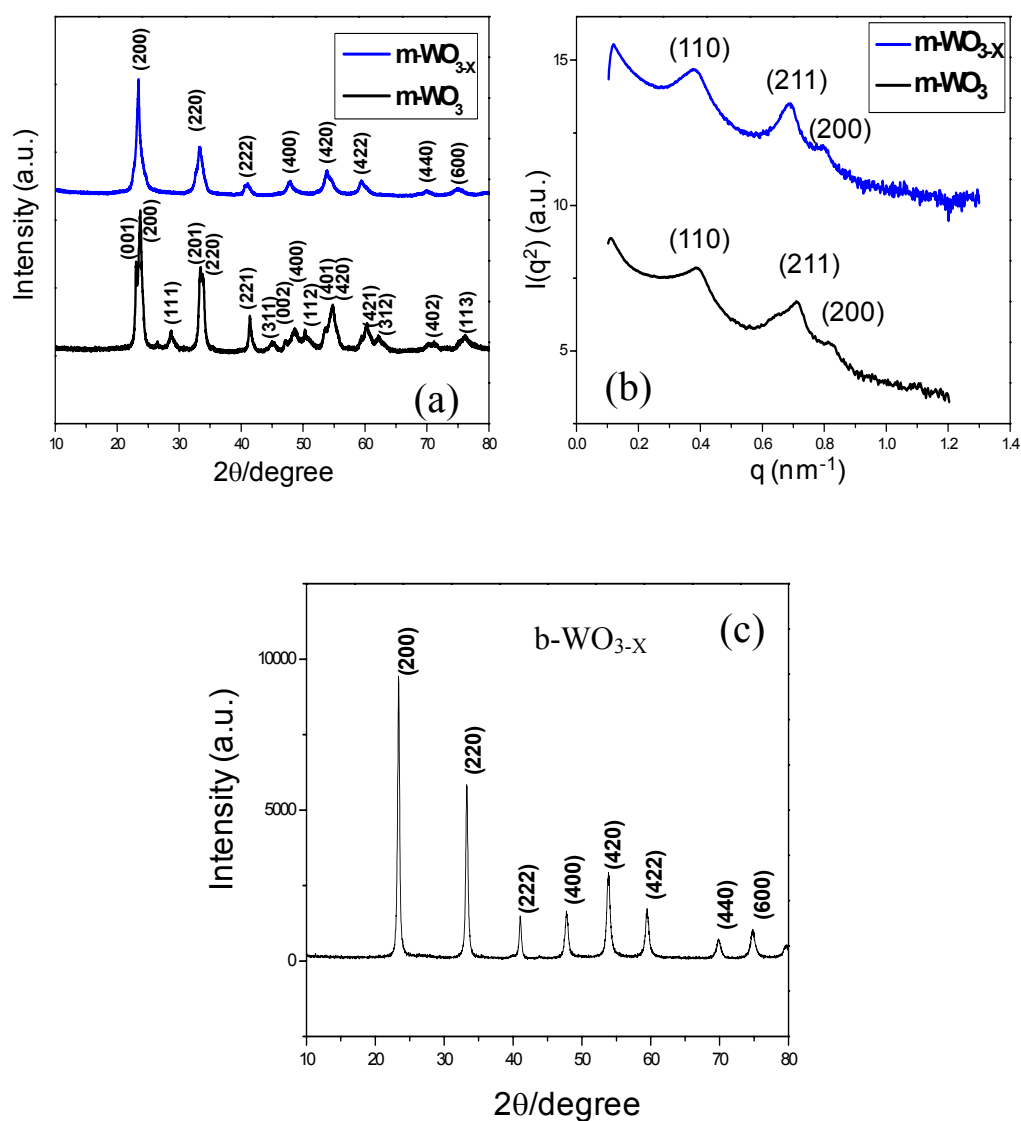 (200)
m-WO3-X
m-WO3
(220)
(222)
(400)
(420)
(422)
(440)
(600)
(001)
(200)
(201)
(220)
(111)
(221)
(311)
(002)
(400)
(112)
(401)
(420)
(421)
(312)
(402)
(113)
(a)
Intensity (a.u.)
10 20 30 40 50 60 70 80
2θ/degree
m-WO3-X
m-WO3
(110)
(211)
(200)
(110)
(211)
(200)
(b)
15
10
5
I(q²) (a.u.)
0.0 0.2 0.4 0.6 0.8 1.0 1.2 1.4
q (nm⁻¹)
b-WO3-X
(c)
(200)
(220)
(222)
(400)
(420)
(422)
(440)
(600)
10000
5000
0
Intensity (a.u.)
10 20 30 40 50 60 70 80
2θ/degree